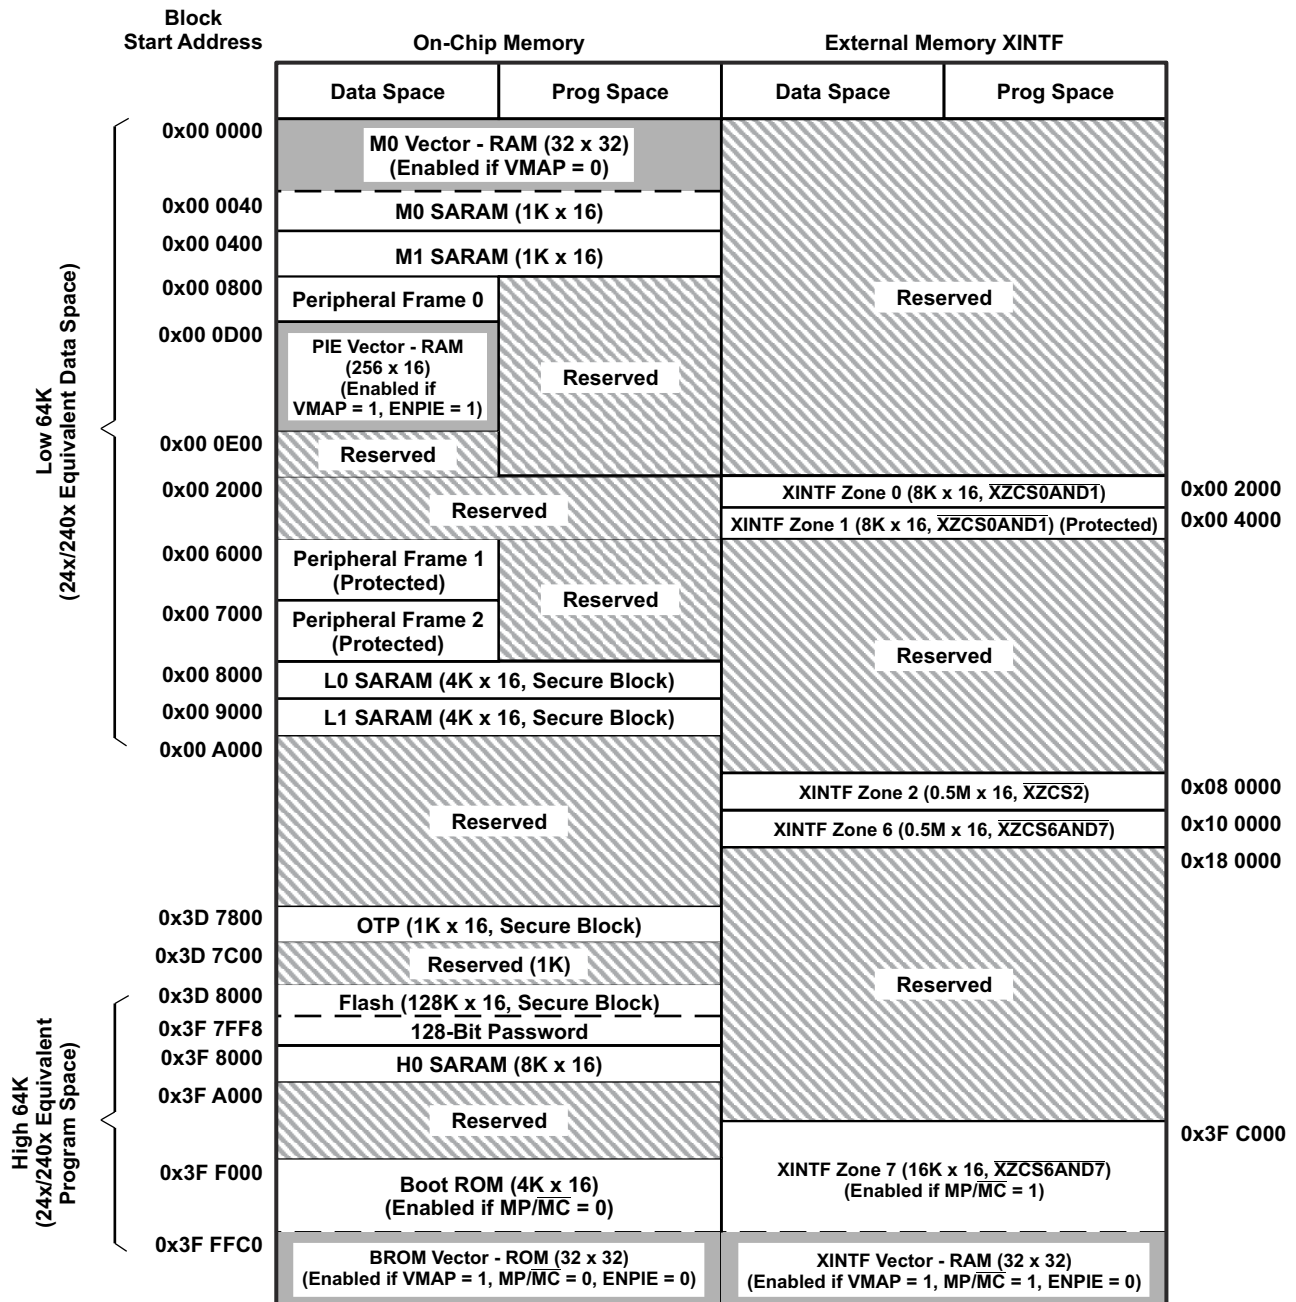 Block
Start Address
On-Chip Memory
External Memory XINTF
Data Space
Prog Space
Data Space
Prog Space
0x00 0000
M0 Vector - RAM (32 x 32)
(Enabled if VMAP = 0)
0x00 0040
M0 SARAM (1K x 16)
0x00 0400
M1 SARAM (1K x 16)
0x00 0800
Peripheral Frame 0
Reserved
0x00 0D00
PIE Vector - RAM
(256 x 16)
(Enabled if
VMAP = 1, ENPIE = 1)
Reserved
0x00 0E00
Reserved
Low 64K
(24x/240x Equivalent Data Space)
0x00 2000
Reserved
XINTF Zone 0 (8K x 16, XZCS0AND1)
0x00 2000
XINTF Zone 1 (8K x 16, XZCS0AND1) (Protected)
0x00 4000
0x00 6000
Peripheral Frame 1
(Protected)
Reserved
0x00 7000
Peripheral Frame 2
(Protected)
Reserved
0x00 8000
L0 SARAM (4K x 16, Secure Block)
0x00 9000
L1 SARAM (4K x 16, Secure Block)
0x00 A000
Reserved
XINTF Zone 2 (0.5M x 16, XZCS2)
0x08 0000
XINTF Zone 6 (0.5M x 16, XZCS6AND7)
0x10 0000
0x18 0000
0x3D 7800
OTP (1K x 16, Secure Block)
0x3D 7C00
Reserved (1K)
Reserved
0x3D 8000
Flash (128K x 16, Secure Block)
0x3F 7FF8
128-Bit Password
0x3F 8000
H0 SARAM (8K x 16)
0x3F A000
Reserved
High 64K
(24x/240x Equivalent
Program Space)
0x3F C000
0x3F F000
Boot ROM (4K x 16)
(Enabled if MP/MC = 0)
XINTF Zone 7 (16K x 16, XZCS6AND7)
(Enabled if MP/MC = 1)
0x3F FFC0
BROM Vector - ROM (32 x 32)
(Enabled if VMAP = 1, MP/MC = 0, ENPIE = 0)
XINTF Vector - RAM (32 x 32)
(Enabled if VMAP = 1, MP/MC = 1, ENPIE = 0)